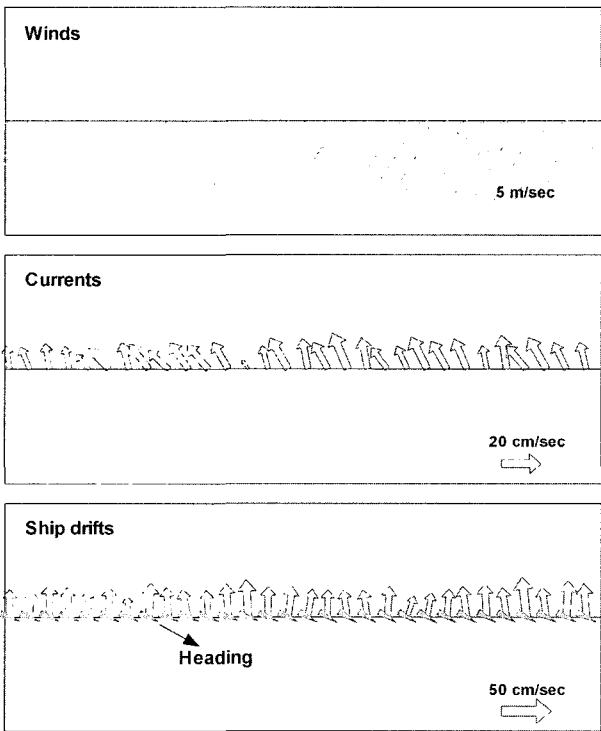 Winds
5 m/sec
Currents
20 cm/sec
Ship drifts
Heading
50 cm/sec